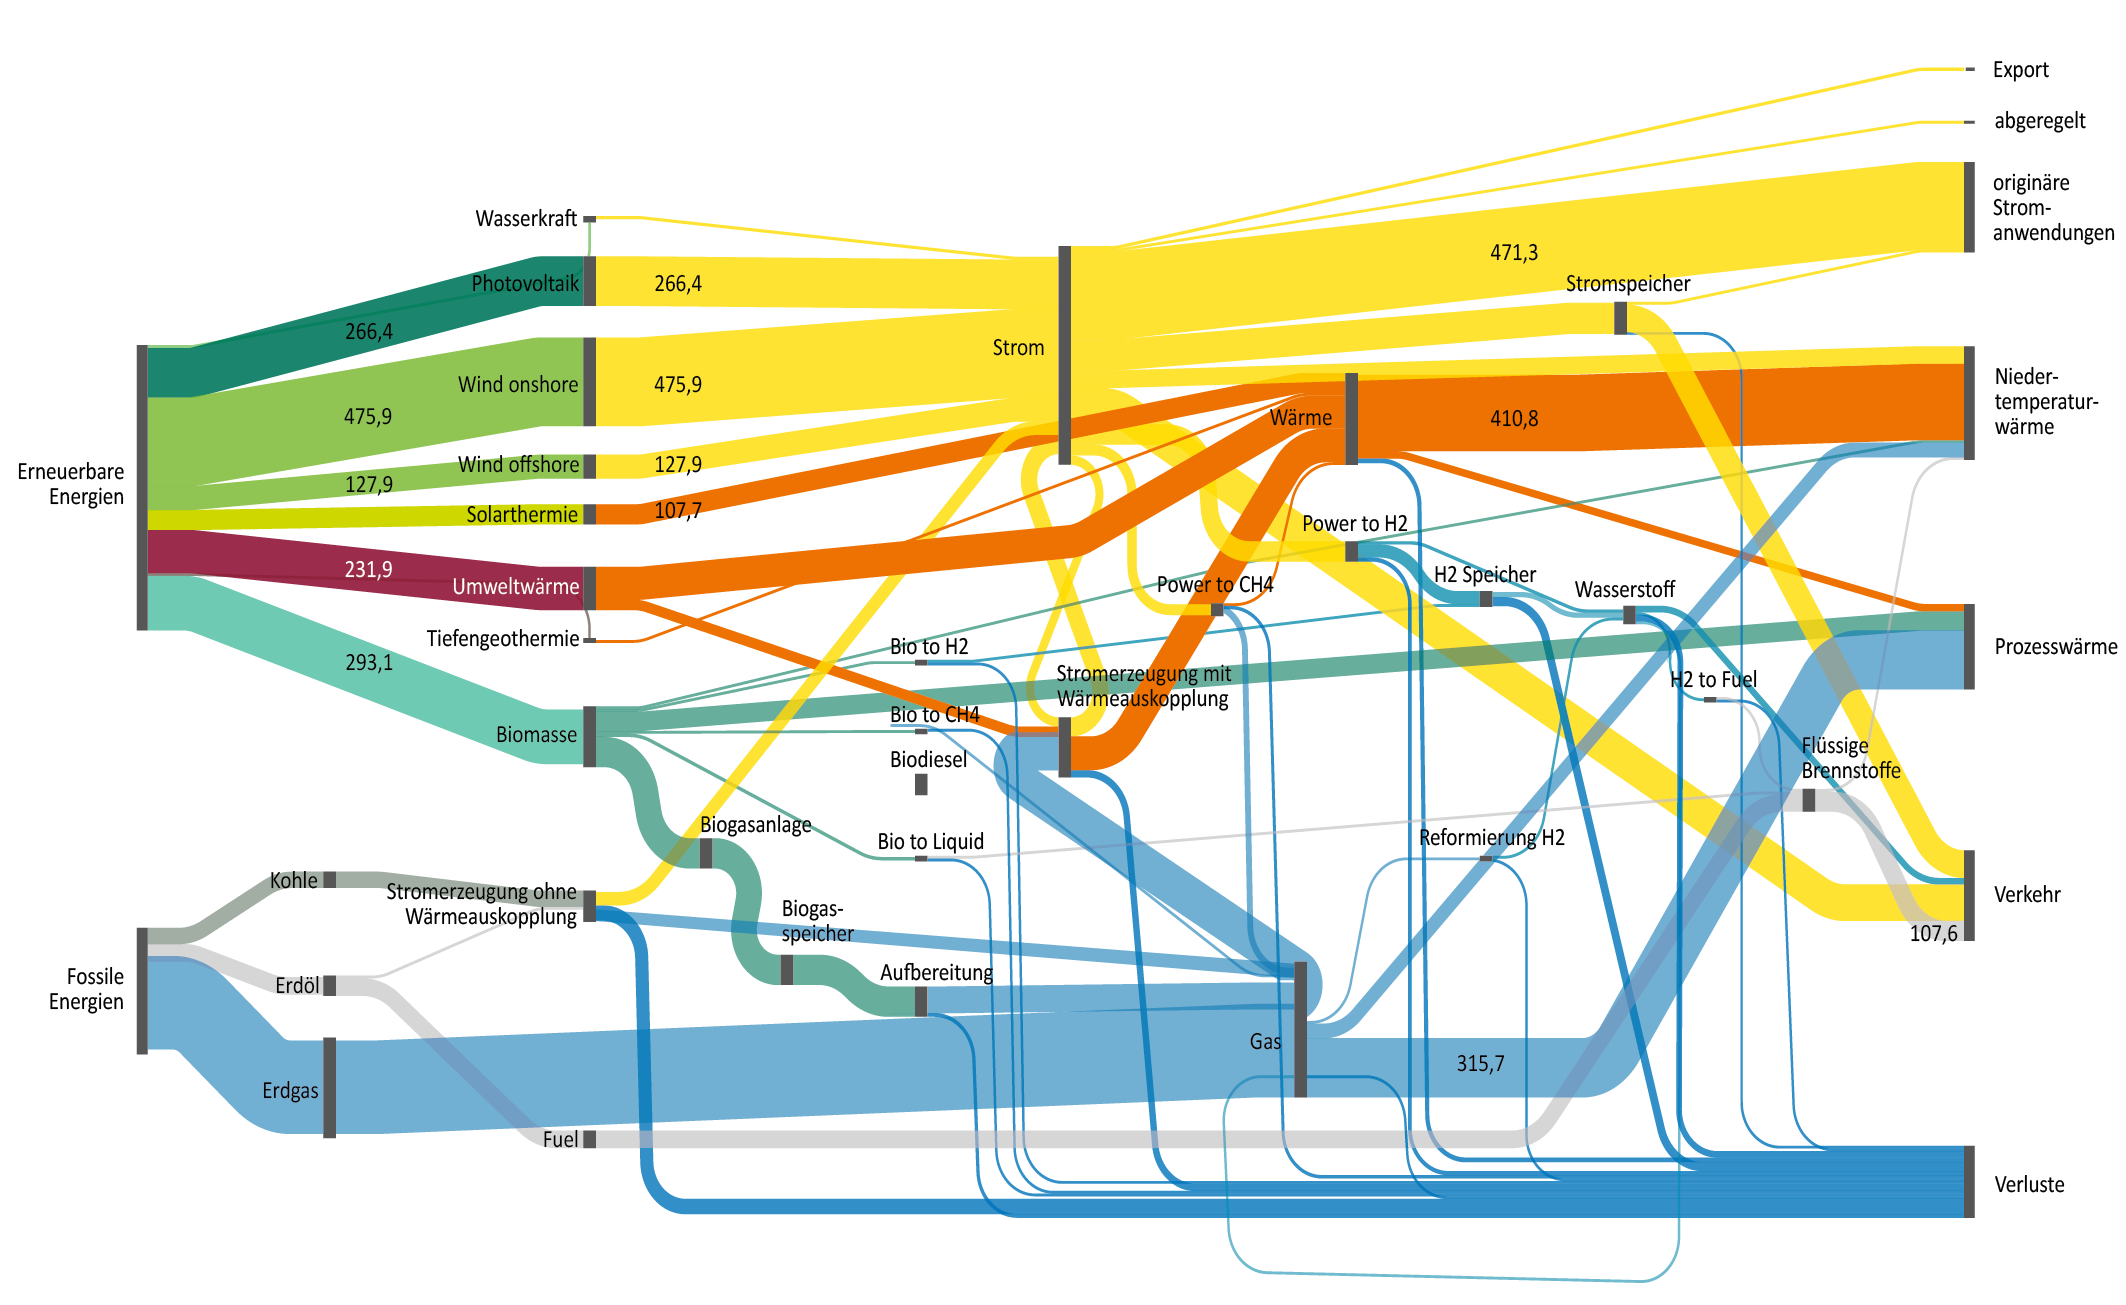 Export
abgeregelt
originäre
Strom-
anwendungen
Wasserkraft
471,3
Photovoltaik
266,4
Stromspeicher
266,4
Strom
Wind onshore
475,9
475,9
Wärme
410,8
Nieder-
temperatur-
wärme
Wind offshore
127,9
127,9
Erneuerbare
Energien
Solarthermie
107,7
Power to H2
231,9
Umweltwärme
Power to CH4
H2 Speicher
Wasserstoff
Tiefengeothermie
Bio to H2
Prozesswärme
293,1
Stromerzeugung mit
Wärmeauskopplung
H2 to Fuel
Bio to CH4
Biomasse
Biodiesel
Flüssige
Brennstoffe
Biogasanlage
Bio to Liquid
Reformierung H2
Kohle
Stromerzeugung ohne
Wärmeauskopplung
Verkehr
Biogas-
speicher
107,6
Fossile
Energien
Erdöl
Aufbereitung
Gas
315,7
Erdgas
Fuel
Verluste